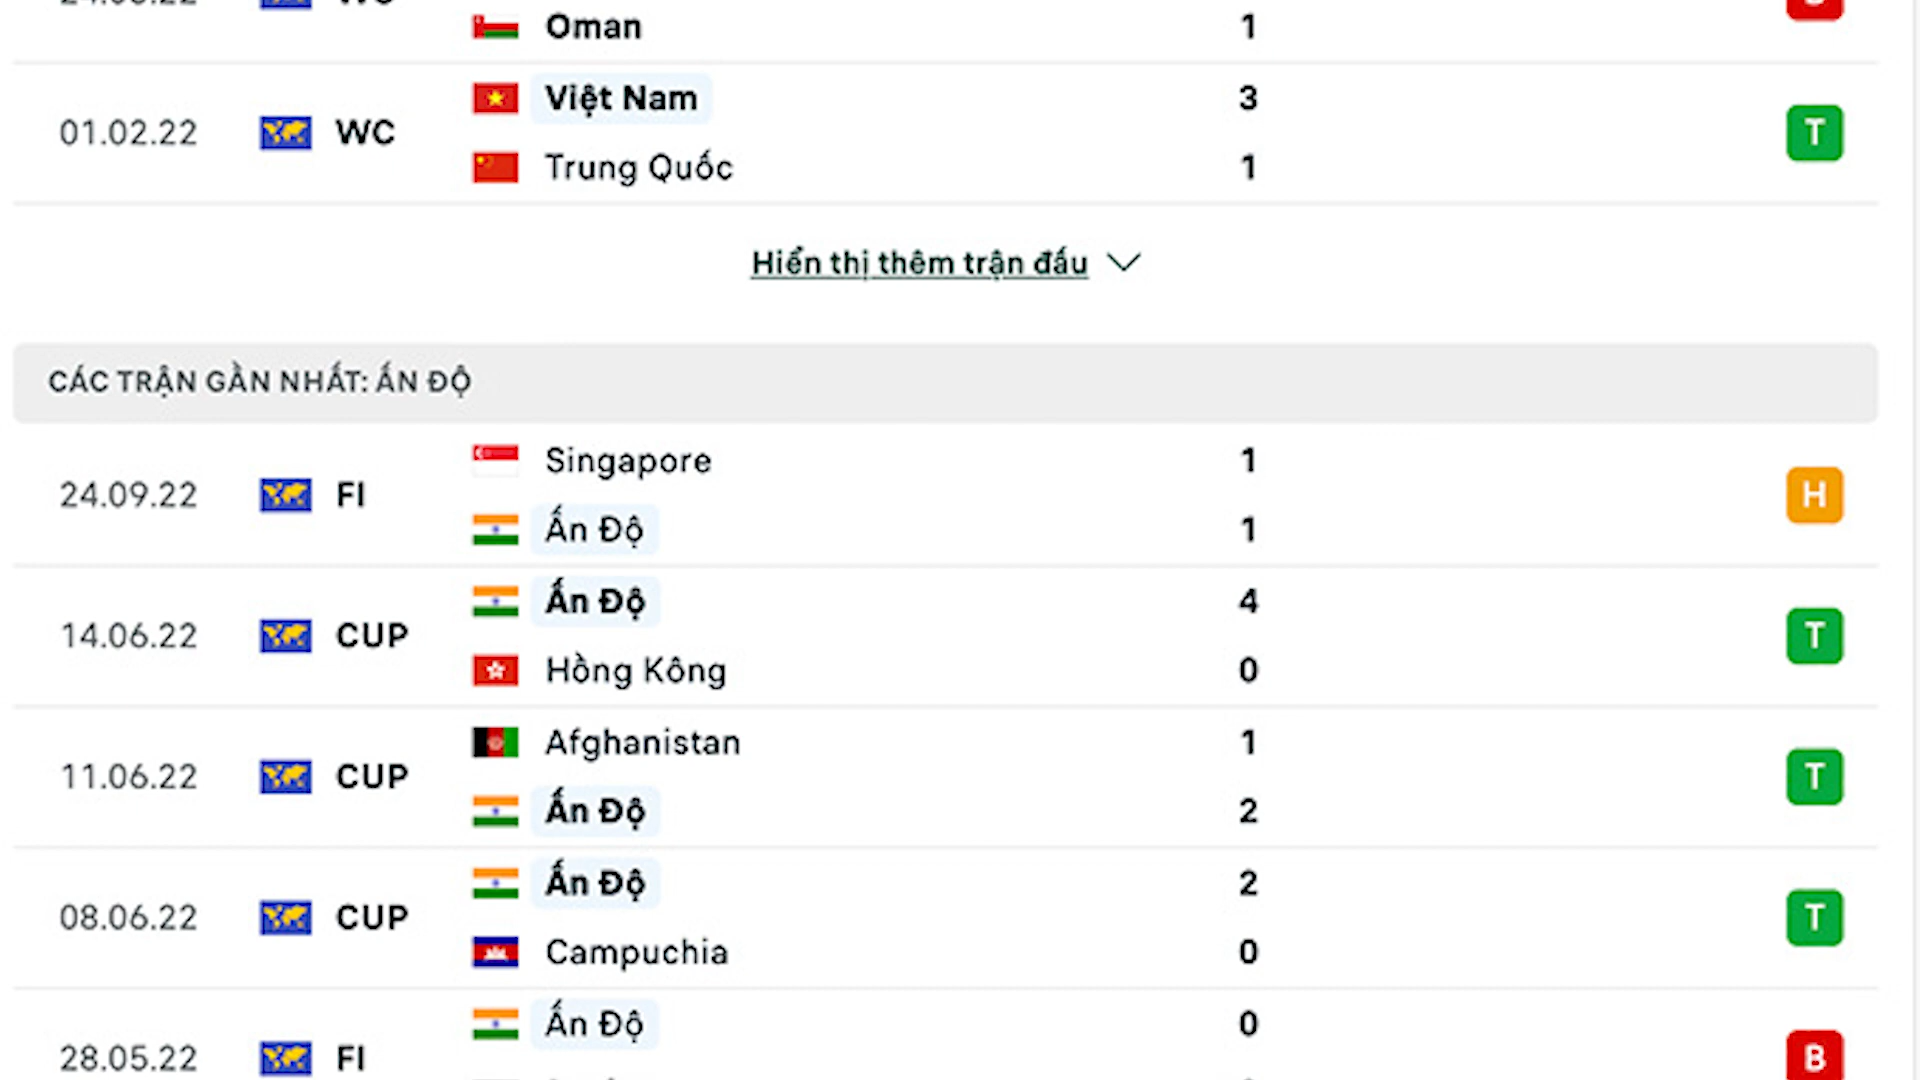 Oman 1
01.02.22 WC Việt Nam 3 T
Trung Quốc 1
Hiển thị thêm trận đấu
CÁC TRẬN GẦN NHẤT: ẤN ĐỘ
24.09.22 FI Singapore 1 H
Ấn Độ 1
14.06.22 CUP Ấn Độ 4 T
Hồng Kông 0
11.06.22 CUP Afghanistan 1 T
Ấn Độ 2
08.06.22 CUP Ấn Độ 2 T
Campuchia 0
28.05.22 FI Ấn Độ 0 B